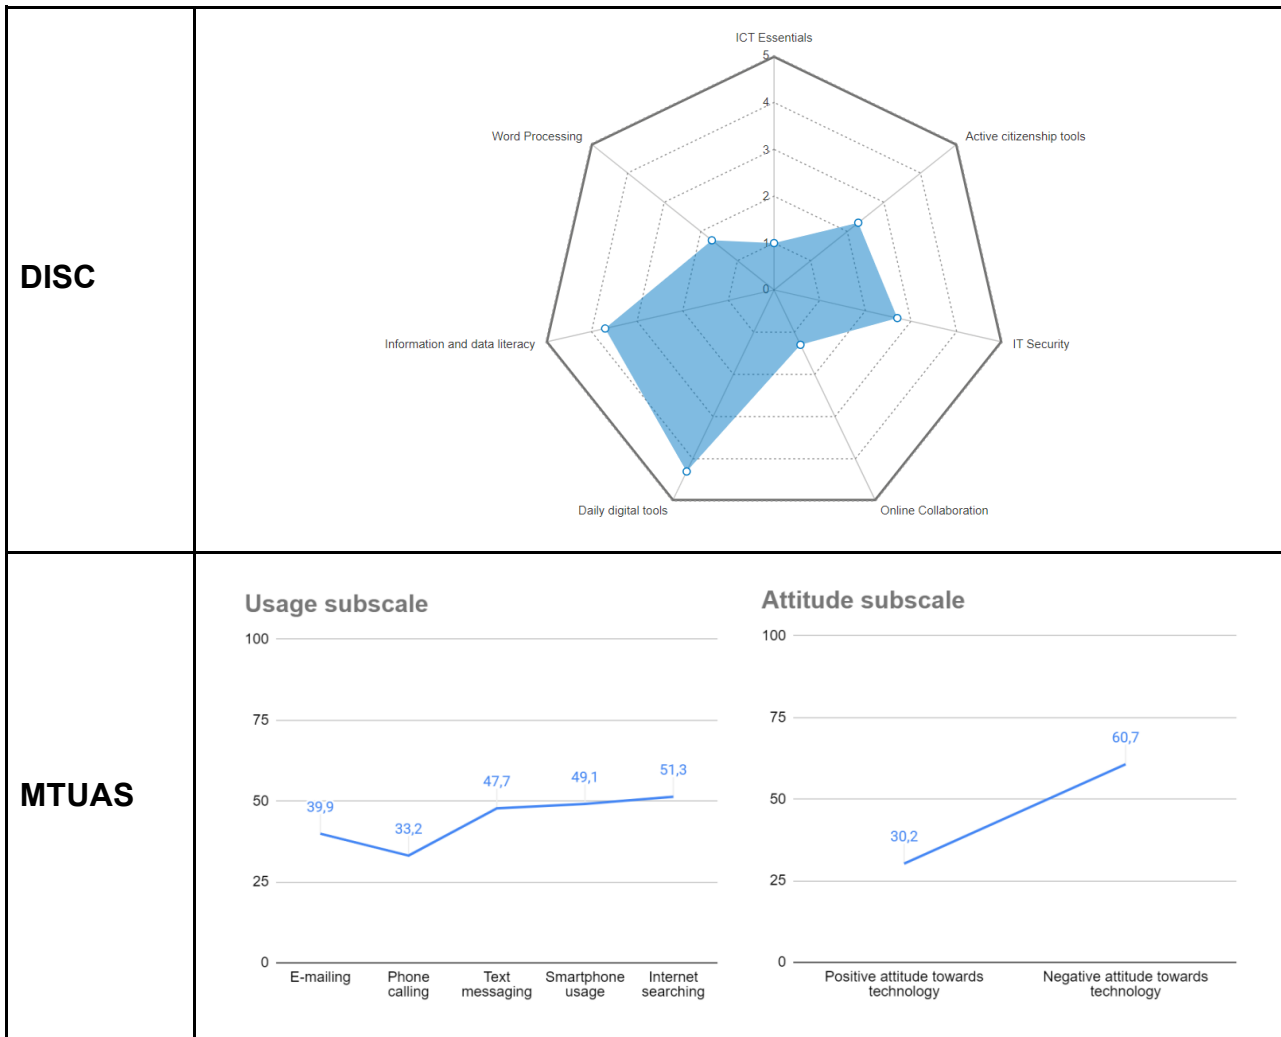 DISC
ICT Essentials
5
4
3
2
1
0
Word Processing
Active citizenship tools
Information and data literacy
IT Security
Daily digital tools
Online Collaboration
MTUAS
Usage subscale
100
75
50
25
0
39,9
33,2
47,7
49,1
51,3
E-mailing
Phone
calling
Text
messaging
Smartphone
usage
Internet
searching
Attitude subscale
100
75
50
25
0
30,2
60,7
Positive attitude towards
technology
Negative attitude towards
technology